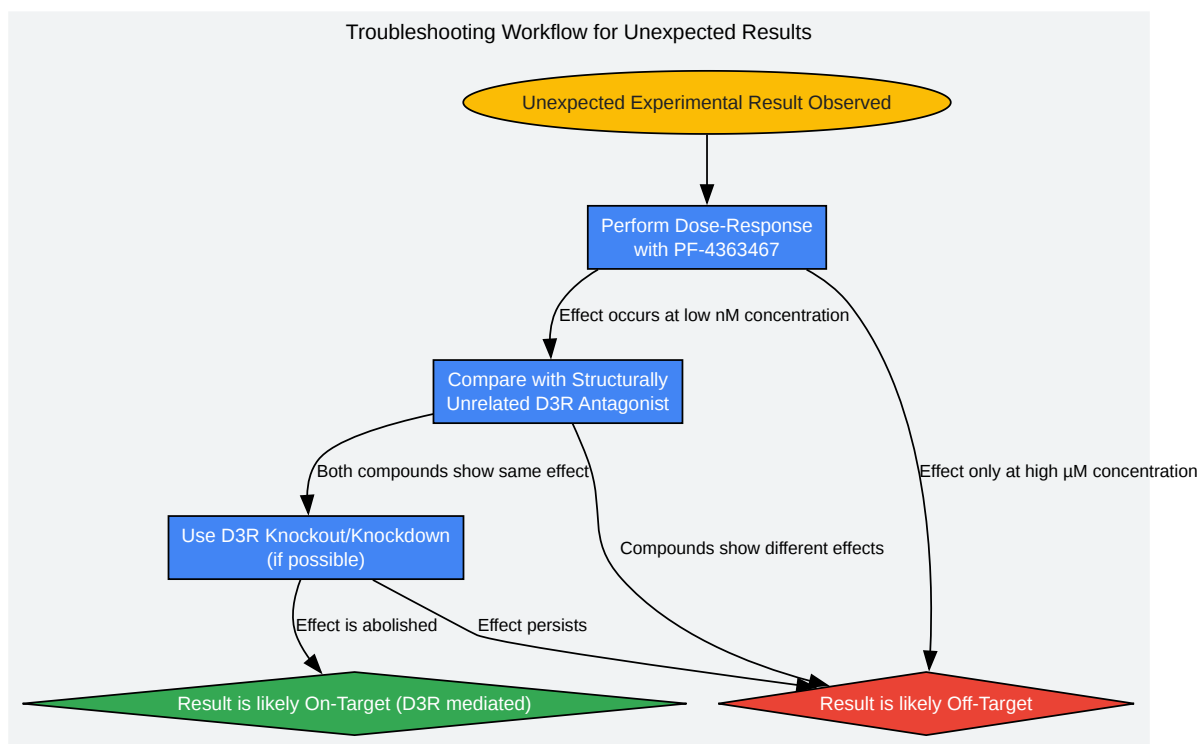 Troubleshooting Workflow for Unexpected Results
Unexpected Experimental Result Observed
Perform Dose-Response
with PF-4363467
Effect occurs at low nM concentration
Compare with Structurally
Unrelated D3R Antagonist
Both compounds show same effect
Effect only at high µM concentration
Use D3R Knockout/Knockdown
(if possible)
Compounds show different effects
Effect is abolished
Effect persists
Result is likely On-Target (D3R mediated)
Result is likely Off-Target